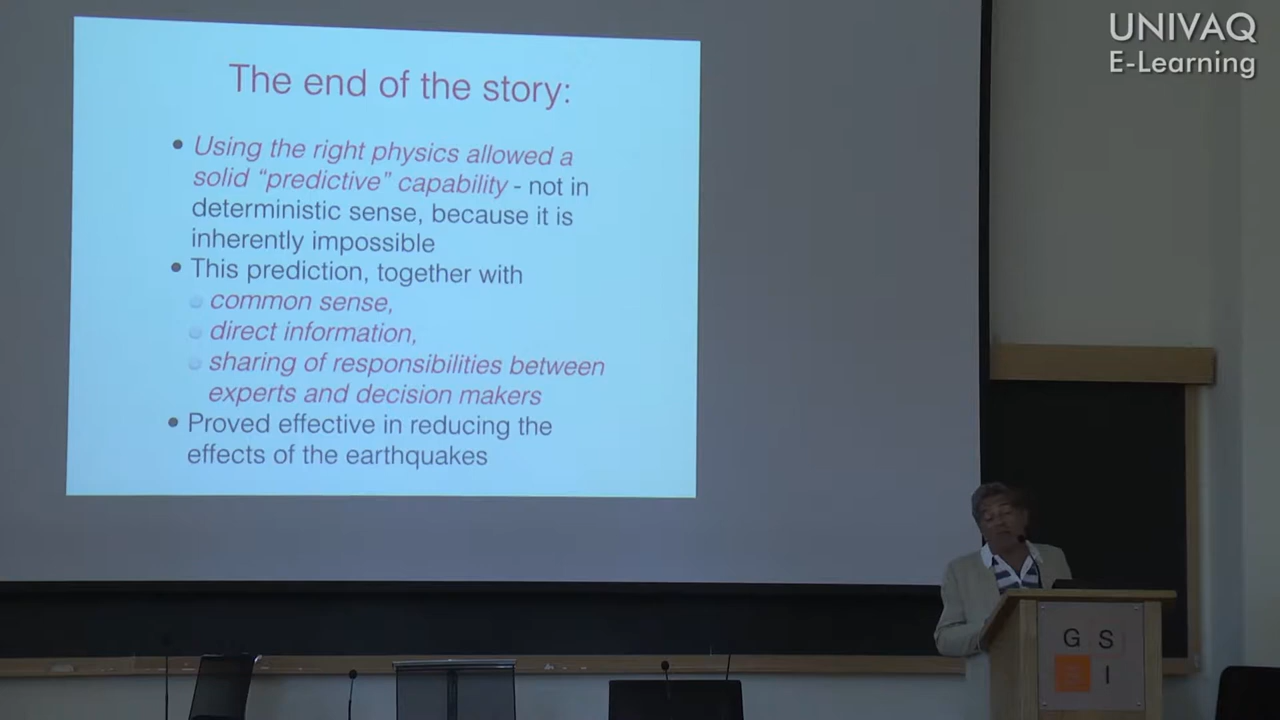 UNIVAQ
E-Learning
The end of the story:
• Using the right physics allowed a
solid “predictive” capability - not in
deterministic sense, because it is
inherently impossible
• This prediction, together with
common sense,
direct information,
sharing of responsibilities between
experts and decision makers
• Proved effective in reducing the
effects of the earthquakes
G S
I